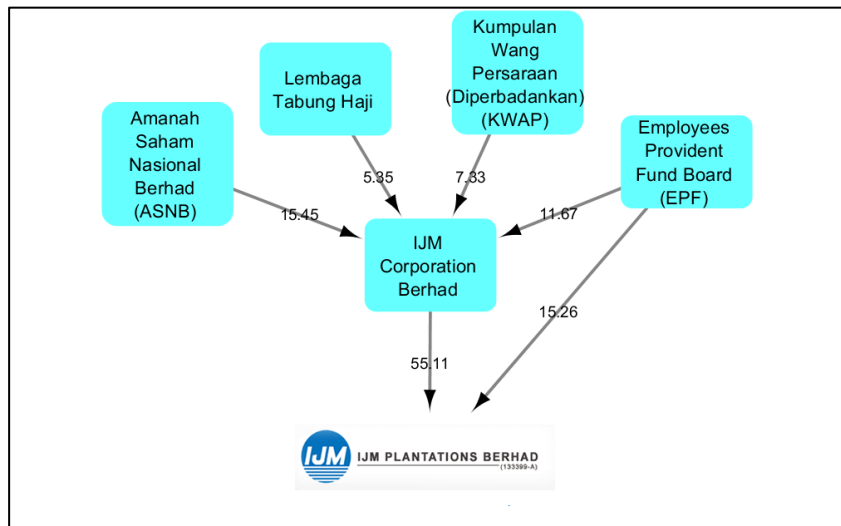 Kumpulan
Wang
Persaraan
(Diperbadankan)
(KWAP)
Lembaga
Tabung Haji
Amanah
Saham
Nasional
Berhad
(ASNB)
Employees
Provident
Fund Board
(EPF)
5.35
7.33
15.45
11.67
IJM
Corporation
Berhad
15.26
55.11
IJM IJM PLANTATIONS BERHAD
(133399-A)